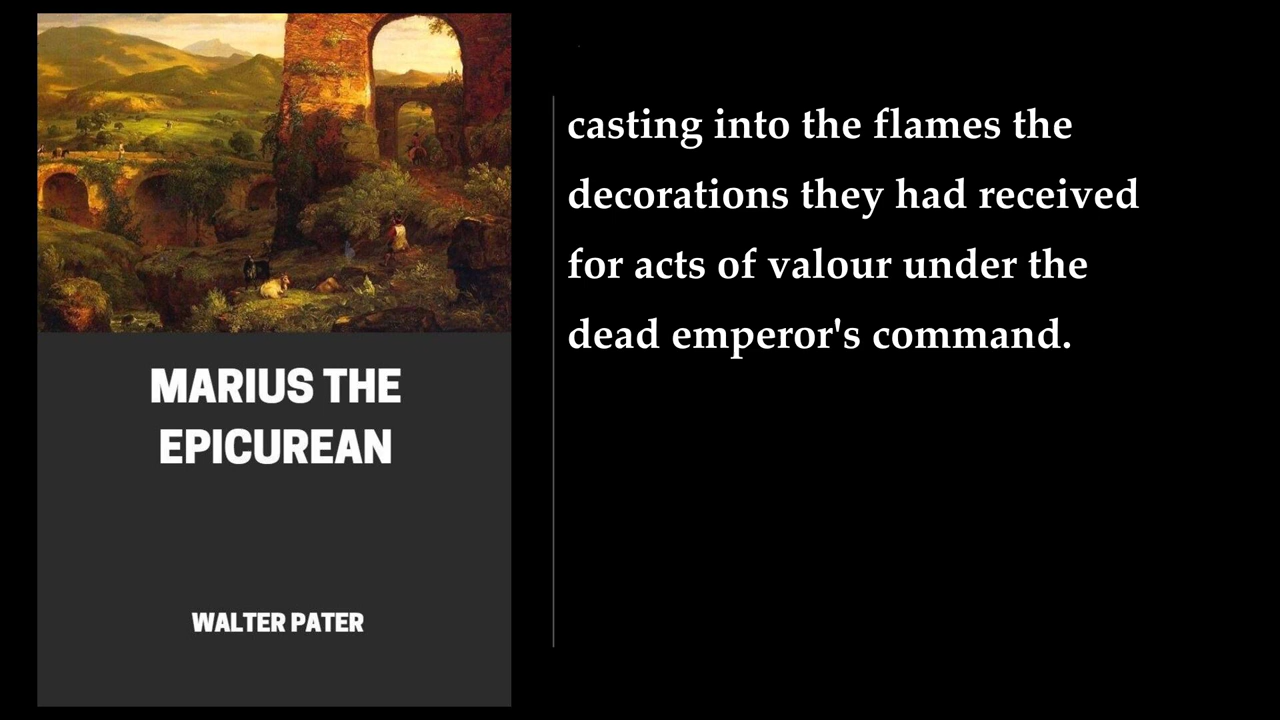 MARIUS THE
EPICUREAN
WALTER PATER
casting into the flames the
decorations they had received
for acts of valour under the
dead emperor's command.